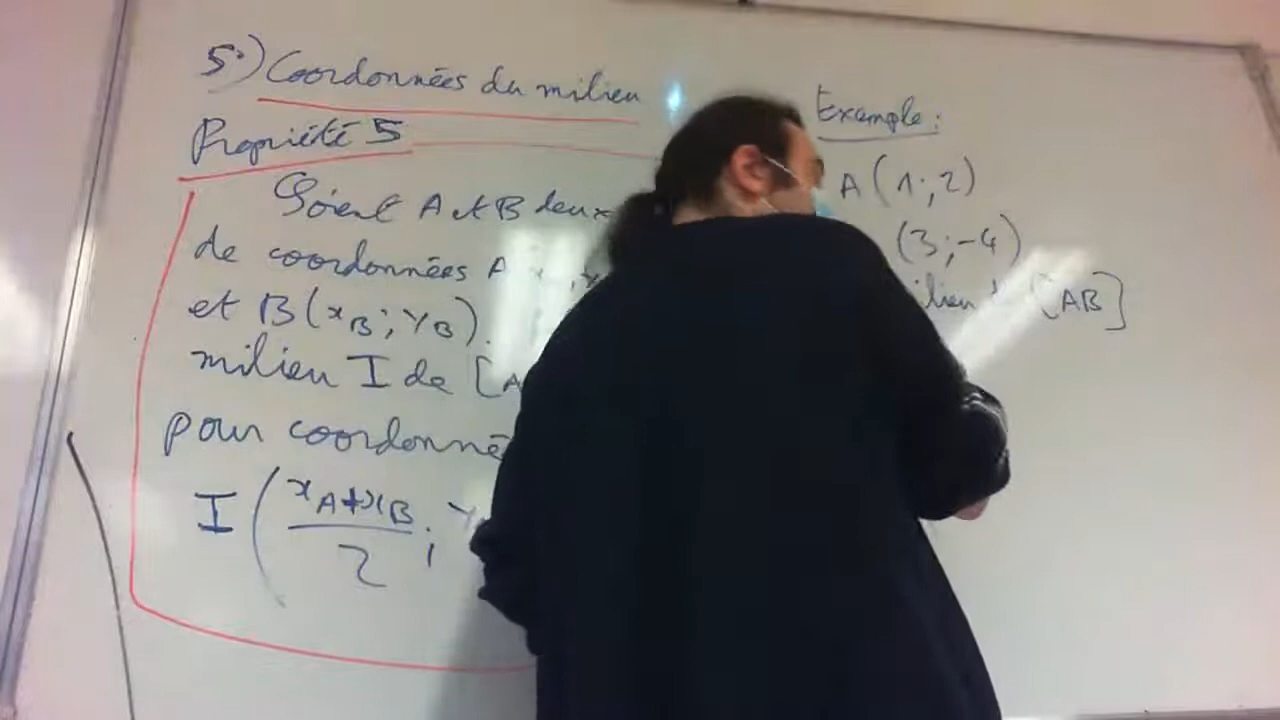 5°) Coordonnées du milieu
Propriété 5
Soient A et B deux
de coordonnées A
et B(xB; yB).
milieu I de [A
pour coordonné
I ( xA+xB
2 ;
Exemple:
A(1;2)
(3;-4)
[AB]